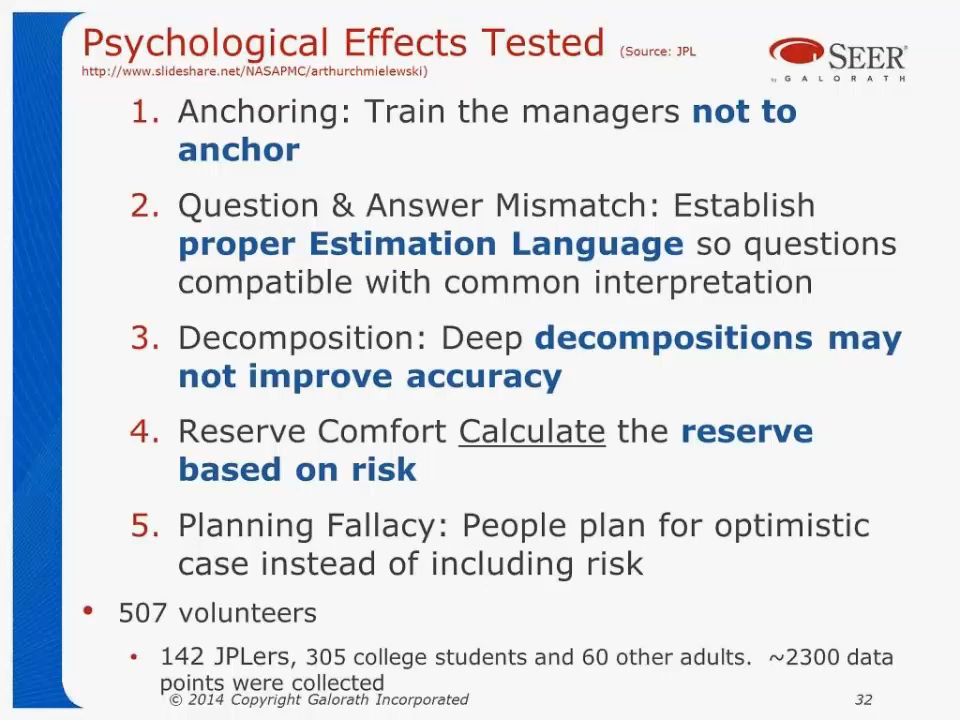 Psychological Effects Tested (Source: JPL
http://www.slideshare.net/NASAPMC/arthurchmielewski)
SEER
by GALORATH
1. Anchoring: Train the managers not to
anchor
2. Question & Answer Mismatch: Establish
proper Estimation Language so questions
compatible with common interpretation
3. Decomposition: Deep decompositions may
not improve accuracy
4. Reserve Comfort Calculate the reserve
based on risk
5. Planning Fallacy: People plan for optimistic
case instead of including risk
• 507 volunteers
• 142 JPLers, 305 college students and 60 other adults. ~2300 data
points were collected
© 2014 Copyright Galorath Incorporated
32